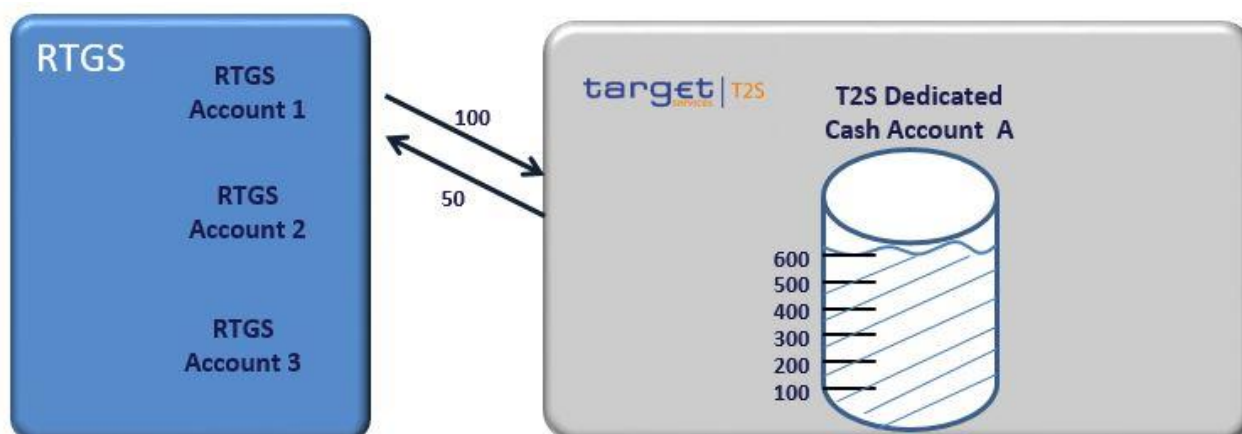 RTGS
RTGS
Account 1
RTGS
Account 2
RTGS
Account 3
100
50
target | T2S
SERVICES
T2S Dedicated
Cash Account A
600
500
400
300
200
100